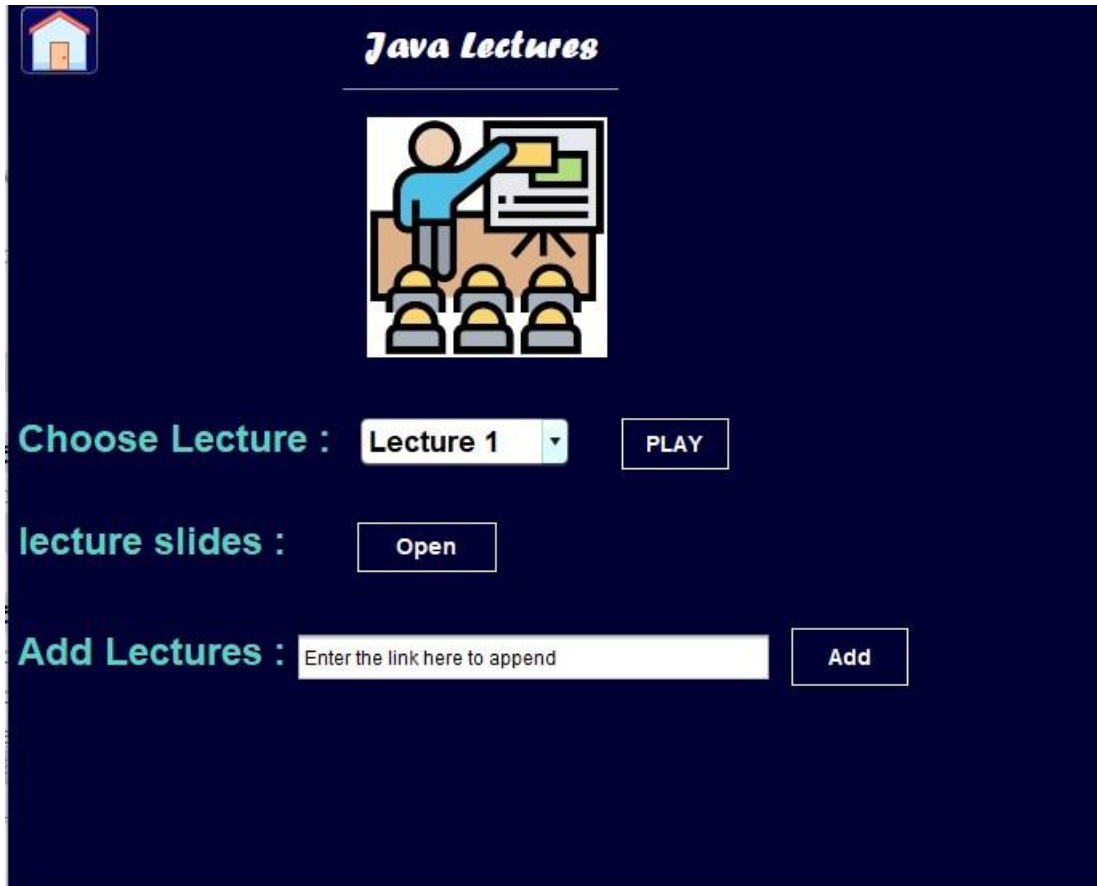 Java Lectures
Choose Lecture : Lecture 1 PLAY
lecture slides : Open
Add Lectures : Enter the link here to append Add